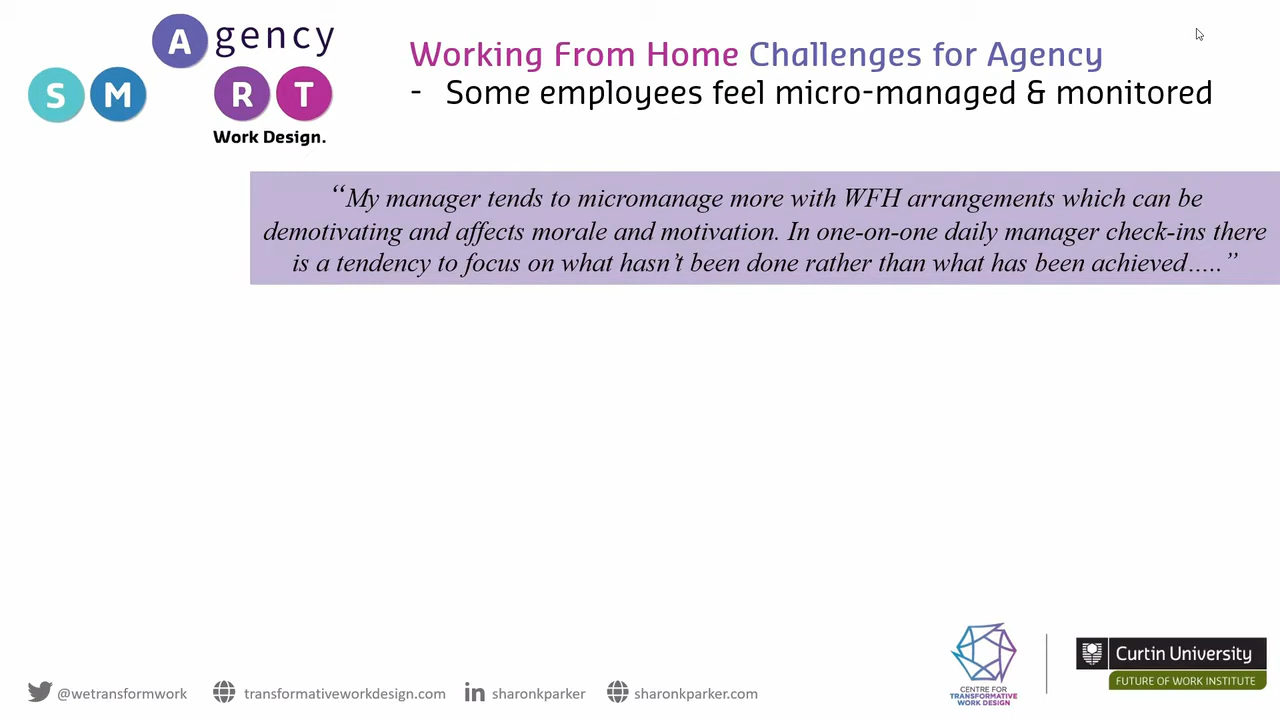 Agency
SMRT
Work Design.
Working From Home Challenges for Agency
- Some employees feel micro-managed & monitored
“My manager tends to micromanage more with WFH arrangements which can be
demotivating and affects morale and motivation. In one-on-one daily manager check-ins there
is a tendency to focus on what hasn’t been done rather than what has been achieved…..”
@wetransformwork
transformativeworkdesign.com
in sharonkparker
sharonkparker.com
CENTRE FOR
TRANSFORMATIVE
WORK DESIGN
Curtin University
FUTURE OF WORK INSTITUTE